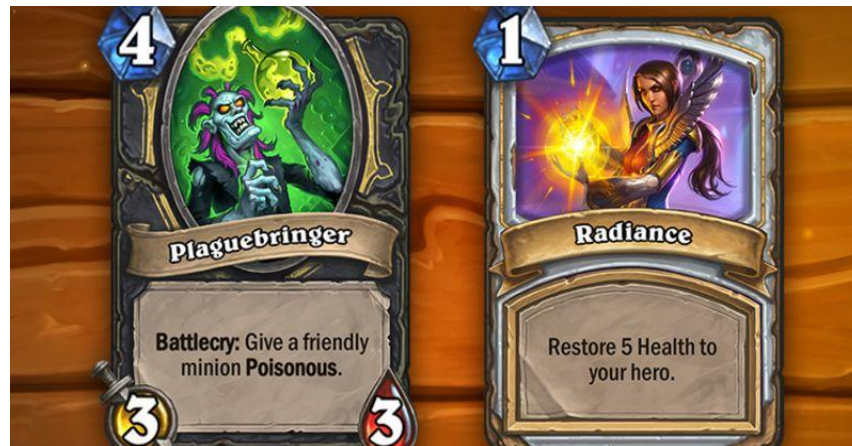 4
Plaguebringer
Battlecry: Give a friendly
minion Poisonous.
3
3
1
Radiance
Restore 5 Health to
your hero.